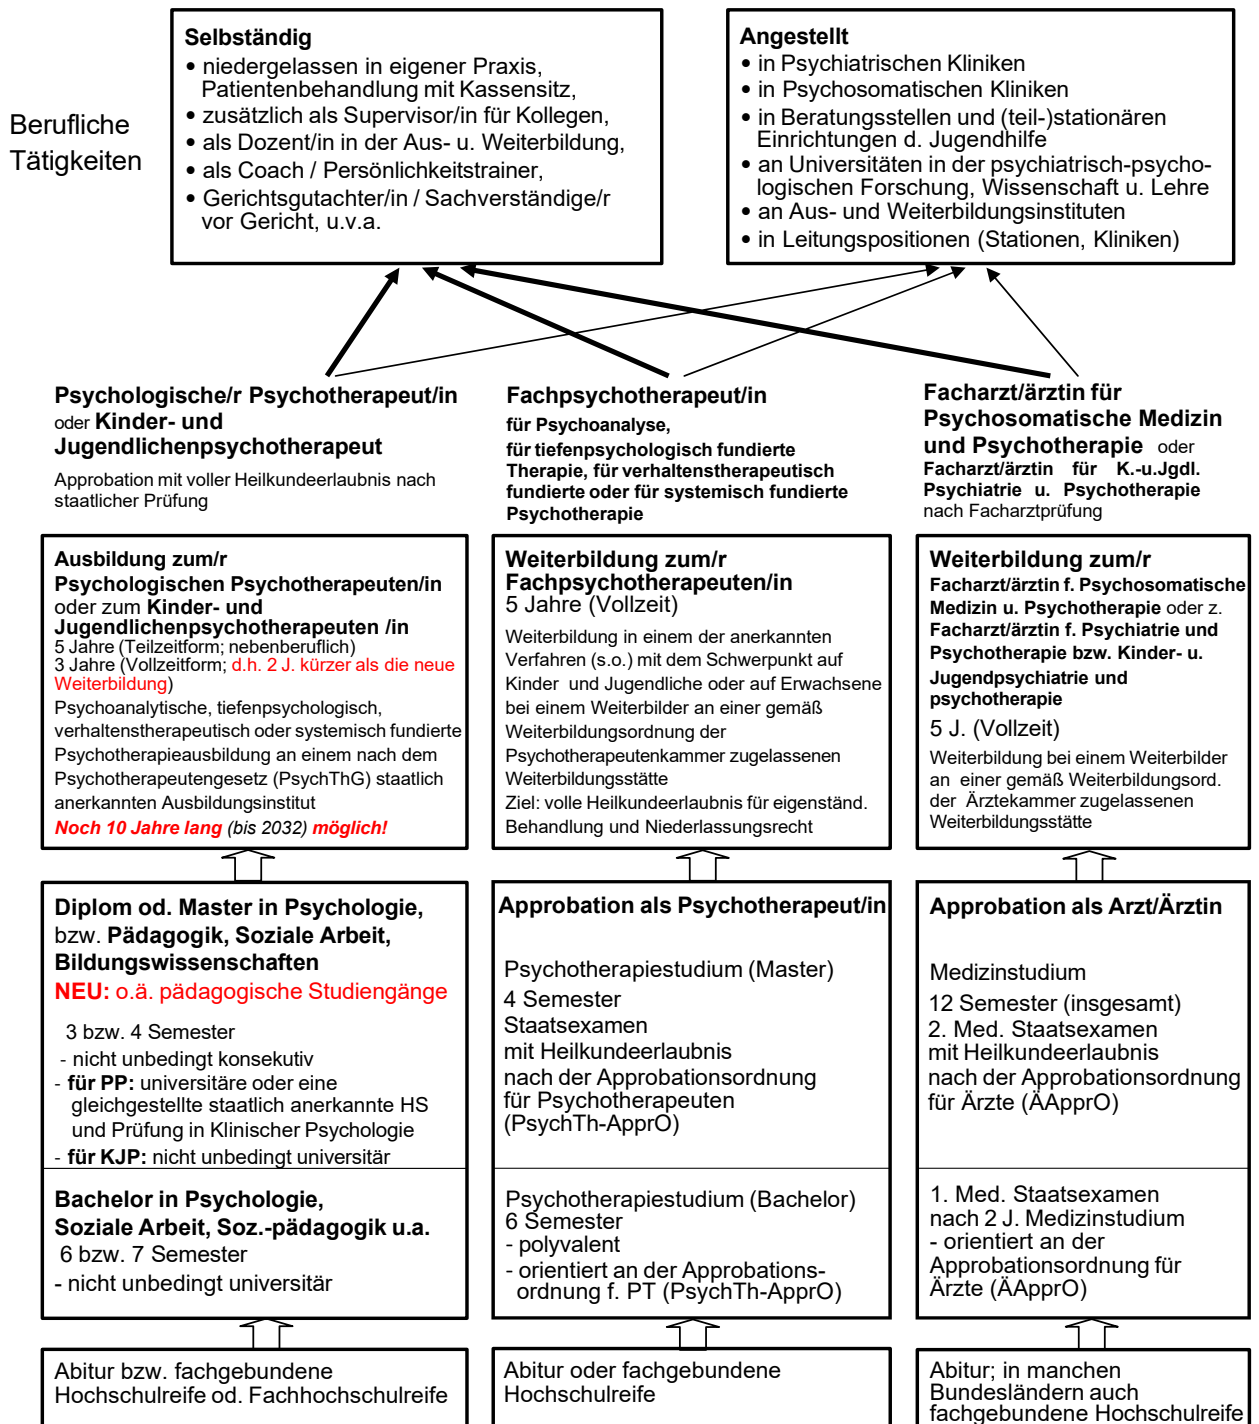 Berufliche
Tätigkeiten
Selbständig
• niedergelassen in eigener Praxis,
Patientenbehandlung mit Kassensitz,
• zusätzlich als Supervisor/in für Kollegen,
• als Dozent/in in der Aus- u. Weiterbildung,
• als Coach / Persönlichkeitstrainer,
• Gerichtsgutachter/in / Sachverständige/r
vor Gericht, u.v.a.
Angestellt
• in Psychiatrischen Kliniken
• in Psychosomatischen Kliniken
• in Beratungsstellen und (teil-)stationären
Einrichtungen d. Jugendhilfe
• an Universitäten in der psychiatrisch-psycho-
logischen Forschung, Wissenschaft u. Lehre
• an Aus- und Weiterbildungsinstituten
• in Leitungspositionen (Stationen, Kliniken)
Psychologische/r Psychotherapeut/in
oder Kinder- und
Jugendlichenpsychotherapeut
Approbation mit voller Heilkundeerlaubnis nach
staatlicher Prüfung
Fachpsychotherapeut/in
für Psychoanalyse,
für tiefenpsychologisch fundierte
Therapie, für verhaltenstherapeutisch
fundierte oder für systemisch fundierte
Psychotherapie
Facharzt/ärztin für
Psychosomatische Medizin
und Psychotherapie oder
Facharzt/ärztin für K.-u.Jgdl.
Psychiatrie u. Psychotherapie
nach Facharztprüfung
Ausbildung zum/r
Psychologischen Psychotherapeuten/in
oder zum Kinder- und
Jugendlichenpsychotherapeuten /in
5 Jahre (Teilzeitform; nebenberuflich)
3 Jahre (Vollzeitform; d.h. 2 J. kürzer als die neue
Weiterbildung)
Psychoanalytische, tiefenpsychologisch,
verhaltenstherapeutisch oder systemisch fundierte
Psychotherapieausbildung an einem nach dem
Psychotherapeutengesetz (PsychThG) staatlich
anerkannten Ausbildungsinstitut
Noch 10 Jahre lang (bis 2032) möglich!
Weiterbildung zum/r
Fachpsychotherapeuten/in
5 Jahre (Vollzeit)
Weiterbildung in einem der anerkannten
Verfahren (s.o.) mit dem Schwerpunkt auf
Kinder und Jugendliche oder auf Erwachsene
bei einem Weiterbilder an einer gemäß
Weiterbildungsordnung der
Psychotherapeutenkammer zugelassenen
Weiterbildungsstätte
Ziel: volle Heilkundeerlaubnis für eigenständ.
Behandlung und Niederlassungsrecht
Weiterbildung zum/r
Facharzt/ärztin f. Psychosomatische
Medizin u. Psychotherapie oder z.
Facharzt/ärztin f. Psychiatrie und
Psychotherapie bzw. Kinder- u.
Jugendpsychiatrie und
psychotherapie
5 J. (Vollzeit)
Weiterbildung bei einem Weiterbilder
an einer gemäß Weiterbildungsord.
der Ärztekammer zugelassenen
Weiterbildungsstätte
Diplom od. Master in Psychologie,
bzw. Pädagogik, Soziale Arbeit,
Bildungswissenschaften
NEU: o.ä. pädagogische Studiengänge
3 bzw. 4 Semester
- nicht unbedingt konsekutiv
- für PP: universitäre oder eine
gleichgestellte staatlich anerkannte HS
und Prüfung in Klinischer Psychologie
- für KJP: nicht unbedingt universitär
Bachelor in Psychologie,
Soziale Arbeit, Soz.-pädagogik u.a.
6 bzw. 7 Semester
- nicht unbedingt universitär
Approbation als Psychotherapeut/in
Psychotherapiestudium (Master)
4 Semester
Staatsexamen
mit Heilkundeerlaubnis
nach der Approbationsordnung
für Psychotherapeuten
(PsychTh-ApprO)
Psychotherapiestudium (Bachelor)
6 Semester
- polyvalent
- orientiert an der Approbations-
ordnung f. PT (PsychTh-ApprO)
Approbation als Arzt/Ärztin
Medizinstudium
12 Semester (insgesamt)
2. Med. Staatsexamen
mit Heilkundeerlaubnis
nach der Approbationsordnung
für Ärzte (ÄApprO)
1. Med. Staatsexamen
nach 2 J. Medizinstudium
- orientiert an der
Approbationsordnung für
Ärzte (ÄApprO)
Abitur bzw. fachgebundene
Hochschulreife od. Fachhochschulreife
Abitur oder fachgebundene
Hochschulreife
Abitur; in manchen
Bundesländern auch
fachgebundene Hochschulreife